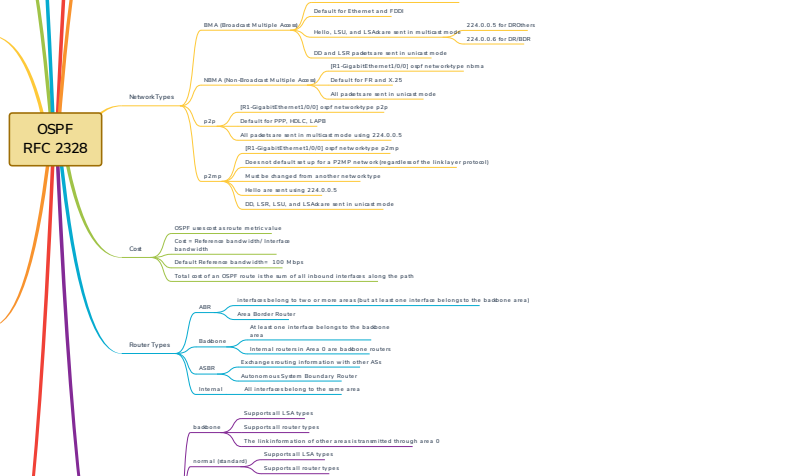 OSPF
RFC 2328
Network Types
BMA (Broadcast Multiple Access)
Default for Ethernet and FDDI
Hello, LSU, and LSAck are sent in multicast mode
224.0.0.5 for DROthers
224.0.0.6 for DR/BDR
DD and LSR packets are sent in unicast mode
NBMA (Non-Broadcast Multiple Access)
[R1-GigabitEthernet1/0/0] ospf network-type nbma
Default for FR and X.25
All packets are sent in unicast mode
p2p
[R1-GigabitEthernet1/0/0] ospf network-type p2p
Default for PPP, HDLC, LAPB
All packets are sent in multicast mode using 224.0.0.5
p2mp
[R1-GigabitEthernet1/0/0] ospf network-type p2mp
Does not default set up for a P2MP network (regardless of the link layer protocol)
Must be changed from another network type
Hello are sent using 224.0.0.5
DD, LSR, LSU, and LSAck are sent in unicast mode
Cost
OSPF uses cost as route metric value
Cost = Reference bandwidth/ Interface
bandwidth
Default Reference bandwidth= 100 Mbps
Total cost of an OSPF route is the sum of all inbound interfaces along the path
Router Types
ABR
interfaces belong to two or more areas (but at least one interface belongs to the backbone area)
Area Border Router
Backbone
At least one interface belongs to the backbone
area
Internal routers in Area 0 are backbone routers
ASBR
Exchanges routing information with other ASs
Autonomous System Boundary Router
Internal
All interfaces belong to the same area
backbone
Supports all LSA types
Supports all router types
The link information of other areas is transmitted through area 0
normal (standard)
Supports all LSA types
Supports all router types